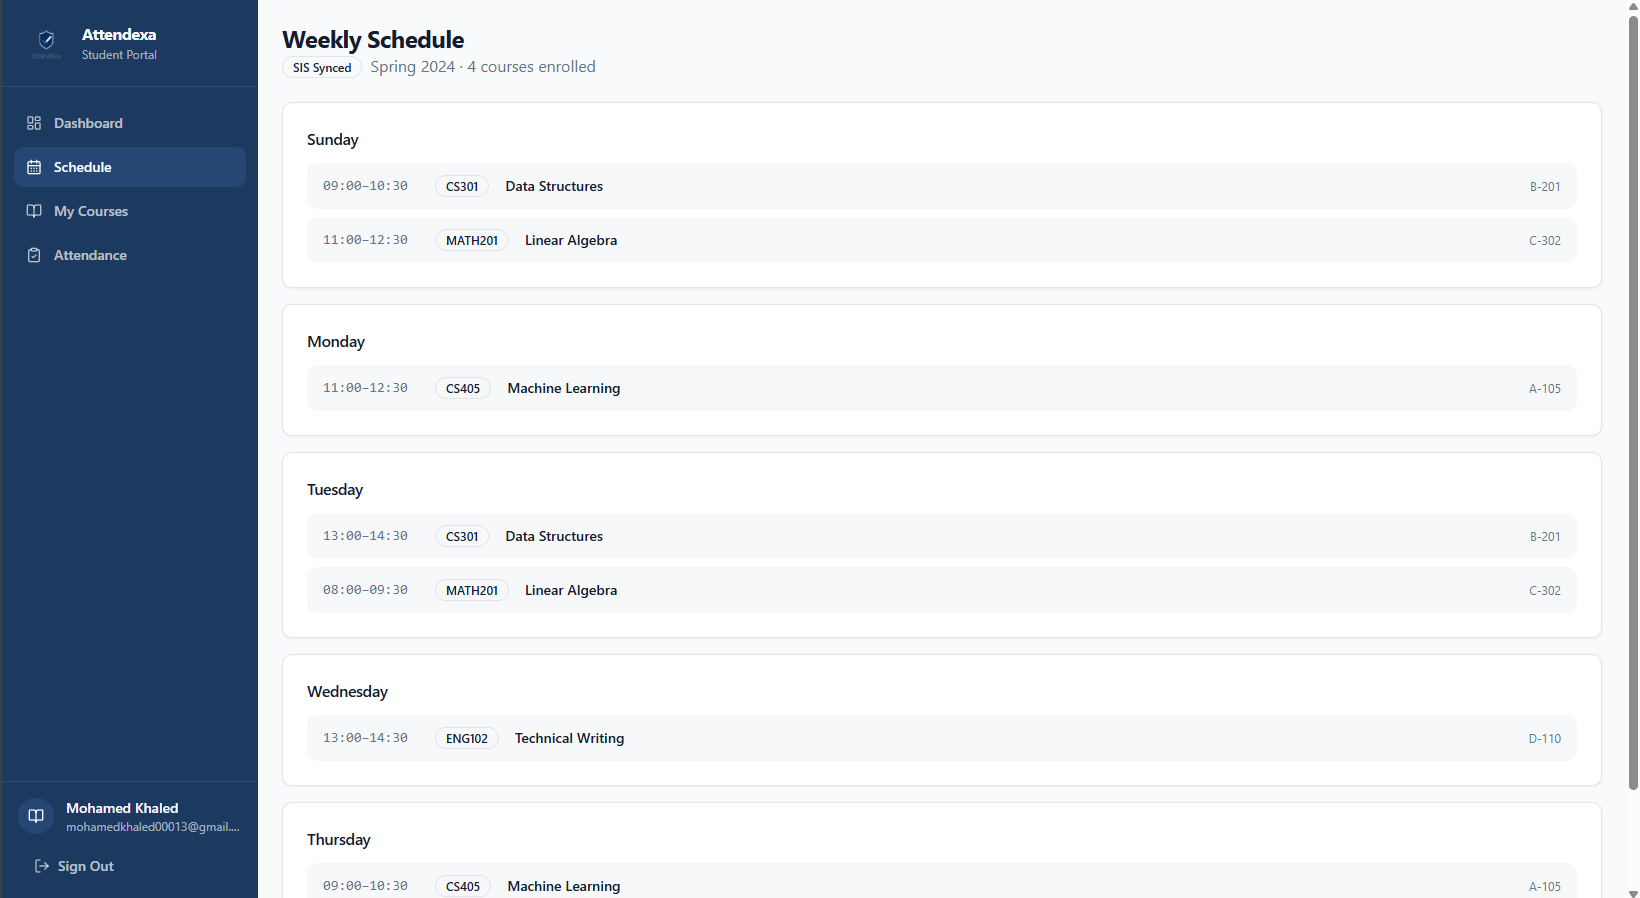 Attendexa
Student Portal
Dashboard
Schedule
My Courses
Attendance
Mohamed Khaled
mohamedkhaled00013@gmail....
Sign Out
Weekly Schedule
SIS Synced Spring 2024 · 4 courses enrolled
Sunday
09:00–10:30 CS301 Data Structures B-201
11:00–12:30 MATH201 Linear Algebra C-302
Monday
11:00–12:30 CS405 Machine Learning A-105
Tuesday
13:00–14:30 CS301 Data Structures B-201
08:00–09:30 MATH201 Linear Algebra C-302
Wednesday
13:00–14:30 ENG102 Technical Writing D-110
Thursday
09:00–10:30 CS405 Machine Learning A-105